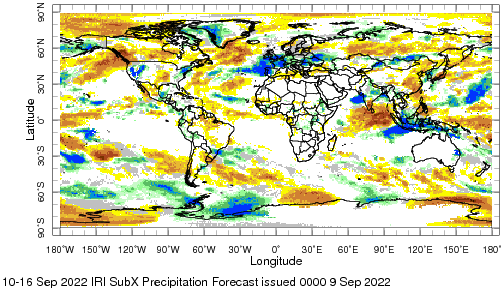 90°N
60°N
30°N
0°
30°S
60°S
90°S
Latitude
180°W 150°W 120°W 90°W 60°W 30°W 0° 30°E 60°E 90°E 120°E 150°E 180°
Longitude
10-16 Sep 2022 IRI SubX Precipitation Forecast issued 0000 9 Sep 2022